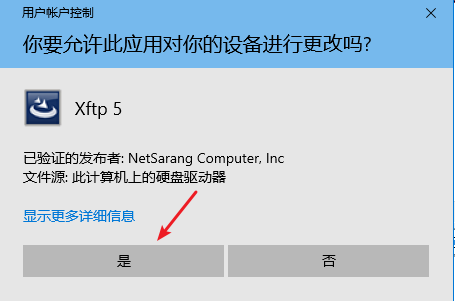 用户帐户控制
你要允许此应用对你的设备进行更改吗?
Xftp 5
已验证的发布者: NetSarang Computer, Inc
文件源: 此计算机上的硬盘驱动器
显示更多详细信息
是
否